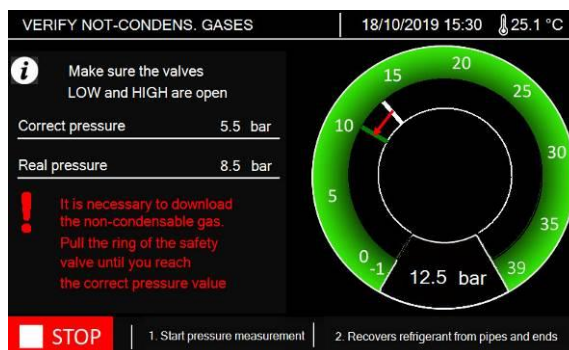 VERIFY NOT-CONDENS. GASES
18/10/2019 15:30
25.1 °C
i
Make sure the valves
LOW and HIGH are open
Correct pressure 5.5 bar
Real pressure 8.5 bar
!
It is necessary to download
the non-condensable gas.
Pull the ring of the safety
valve until you reach
the correct pressure value
-1
0
5
10
15
20
25
30
35
39
12.5 bar
STOP
1. Start pressure measurement
2. Recovers refrigerant from pipes and ends